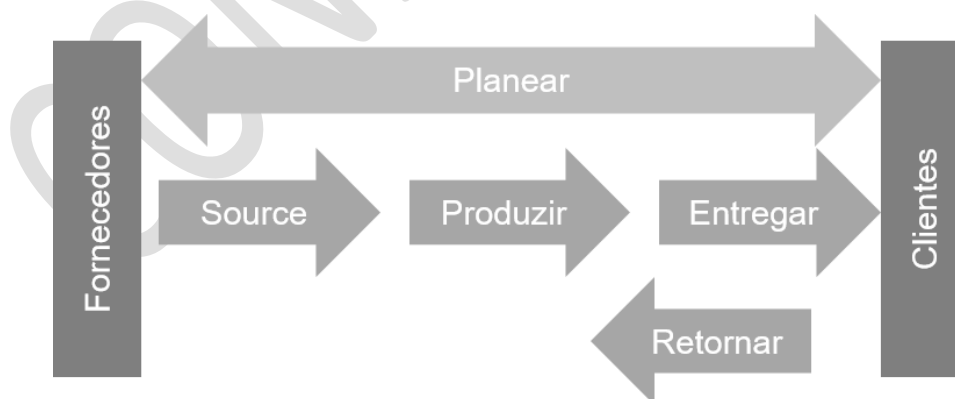 Planear
Fornecedores
Source
Produzir
Entregar
Clientes
Retornar